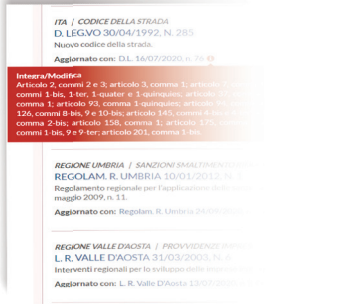 ITA | CODICE DELLA STRADA
D. LEG.VO 30/04/1992, N. 285
Nuovo codice della strada.
Aggiornato con: D.L. 16/07/2020, n. 76
Integra/Modifica
Articolo 2, commi 2 e 3; articolo 3, comma 1;
commi 1-bis, 1-ter, 1-quater e 1-quinquies;
comma 1; articolo 93, comma 1-quinquies;
126, commi 8-bis, 9 e 10-bis; articolo 145, commi
comma 2-bis; articolo 158, comma 1; articolo 175,
commi 1-bis, 9 e 9-ter; articolo 201, comma 1-bis.
REGIONE UMBRIA | SANZIONI SMALTIMENTO
REGOLAM. R. UMBRIA 10/01/2012, N.
Regolamento regionale per l'applicazione
maggio 2009, n. 11.
Aggiornato con: Regolam. R. Umbria
REGIONE VALLE D'AOSTA | PROVVIDENZE
L. R. VALLE D'AOSTA 31/03/2003, N.
Interventi regionali per lo sviluppo
Aggiornato con: L. R. Valle D'Aosta